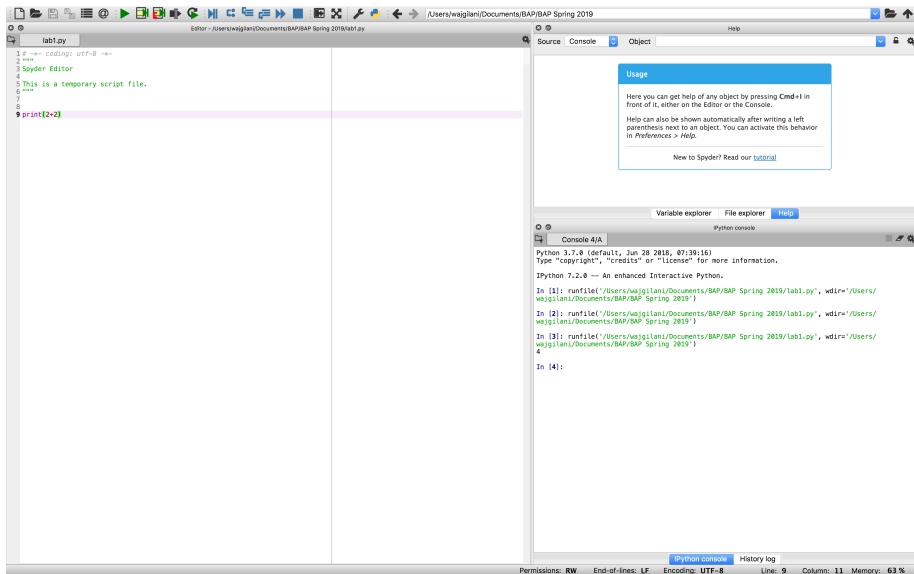 /Users/wajgilani/Documents/BAP/BAP Spring 2019
Editor - /Users/wajgilani/Documents/BAP/BAP Spring 2019/lab1.py
lab1.py
1 # -*- coding: utf-8 -*-
2 """
3 Spyder Editor
4
5 This is a temporary script file.
6 """
7
8
9 print(2+2)
Help
Source Console Object
Usage
Here you can get help of any object by pressing Cmd+I in
front of it, either on the Editor or the Console.
Help can also be shown automatically after writing a left
parenthesis next to an object. You can activate this behavior
in Preferences > Help.
New to Spyder? Read our tutorial
Variable explorer File explorer Help
IPython console
Console 4/A
Python 3.7.0 (default, Jun 28 2018, 07:39:16)
Type "copyright", "credits" or "license" for more information.
IPython 7.2.0 -- An enhanced Interactive Python.
In [1]: runfile('/Users/wajgilani/Documents/BAP/BAP Spring 2019/lab1.py', wdir='/Users/
wajgilani/Documents/BAP/BAP Spring 2019')
In [2]: runfile('/Users/wajgilani/Documents/BAP/BAP Spring 2019/lab1.py', wdir='/Users/
wajgilani/Documents/BAP/BAP Spring 2019')
In [3]: runfile('/Users/wajgilani/Documents/BAP/BAP Spring 2019/lab1.py', wdir='/Users/
wajgilani/Documents/BAP/BAP Spring 2019')
4
In [4]:
IPython console History log
Permissions: RW End-of-lines: LF Encoding: UTF-8 Line: 9 Column: 11 Memory: 63 %